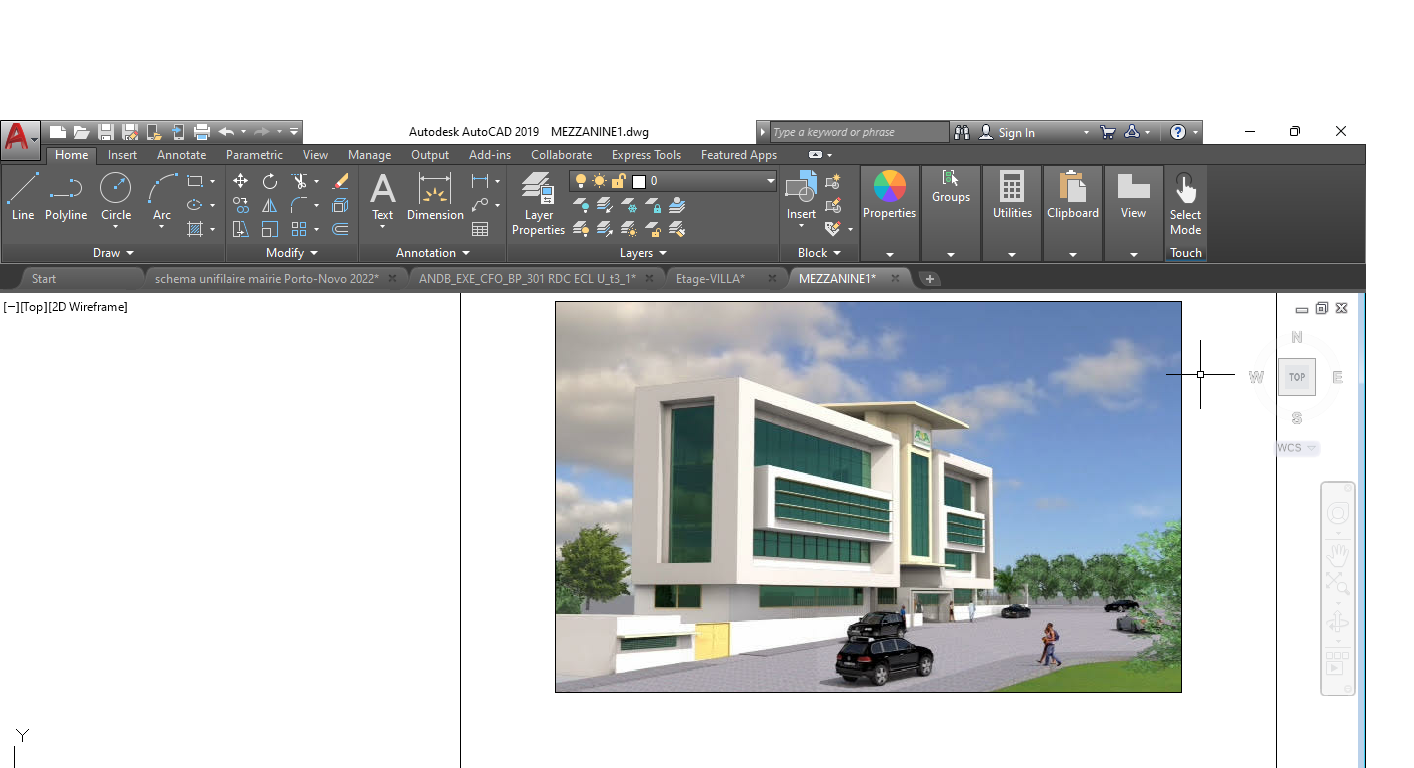 Autodesk AutoCAD 2019 MEZZANINE1.dwg
Type a keyword or phrase
Sign In
Home Insert Annotate Parametric View Manage Output Add-ins Collaborate Express Tools Featured Apps
Line Polyline Circle Arc
Draw
Modify
Text Dimension
Annotation
Layer
Properties
0
Layers
Insert
Block
Properties
Groups
Utilities
Clipboard
View
Select
Mode
Touch
Start
schema unifilaire mairie Porto-Novo 2022*
ANDB_EXE_CFO_BP_301 RDC ECL U_t3_1*
Etage-VILLA*
MEZZANINE1*
[−][Top][2D Wireframe]
N
W TOP E
S
WCS
Y